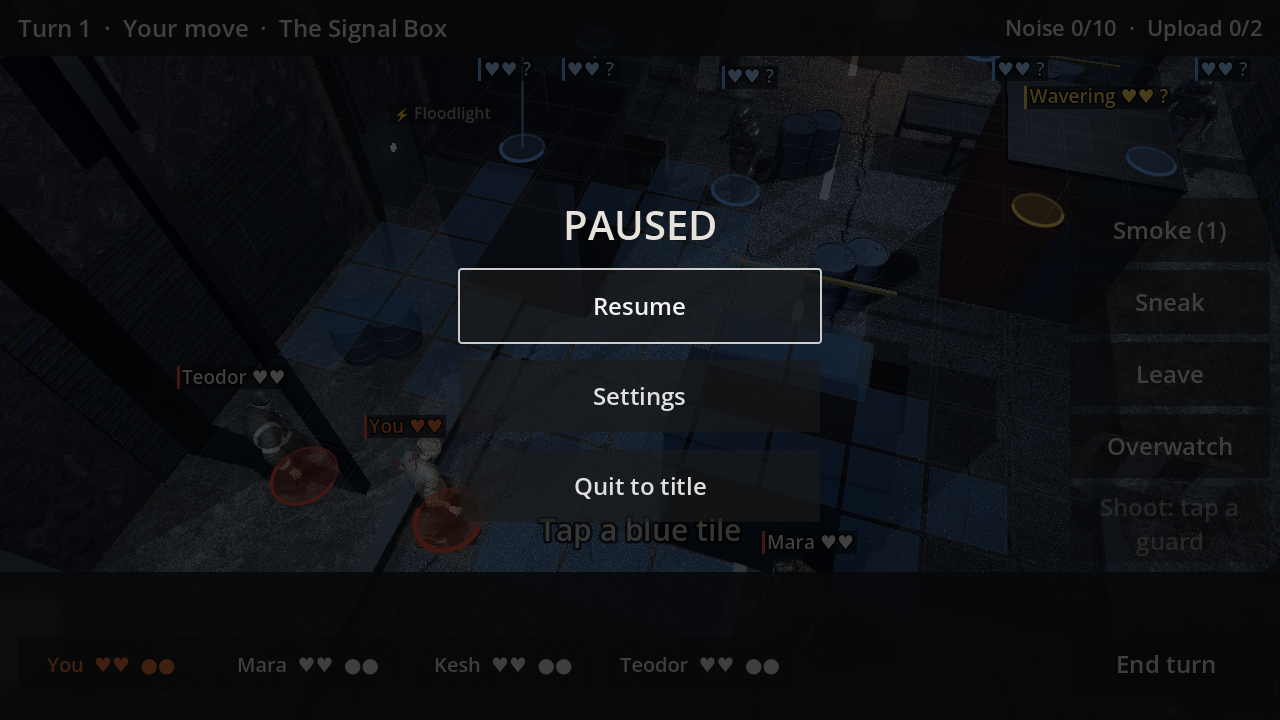 Turn 1 · Your move · The Signal Box
Noise 0/10 · Upload 0/2
♥♥ ?
♥♥ ?
♥♥ ?
♥♥ ?
♥♥ ?
Wavering ♥♥ ?
⚡ Floodlight
PAUSED
Smoke (1)
Resume
Sneak
Leave
Teodor ♥♥
Settings
You ♥♥
Overwatch
Quit to title
Shoot: tap a
guard
Tap a blue tile
Mara ♥♥
You ♥♥ ●●
Mara ♥♥ ●●
Kesh ♥♥ ●●
Teodor ♥♥ ●●
End turn